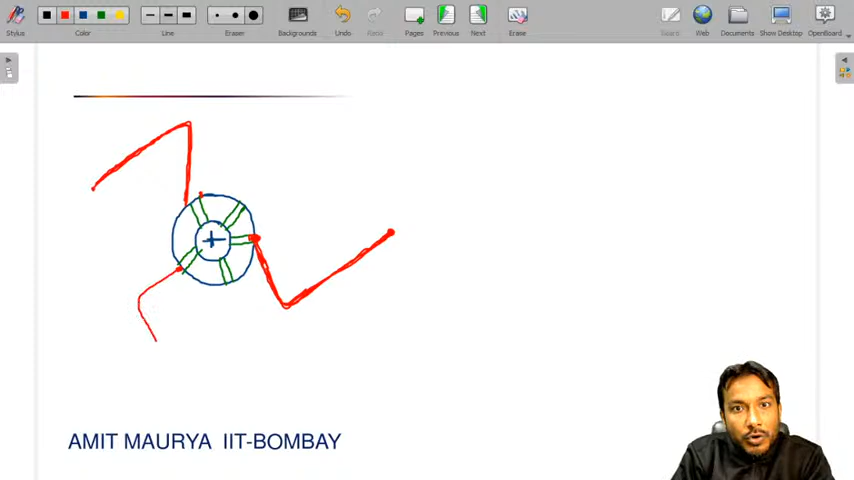 Stylus
Color
Line
Eraser
Backgrounds
Undo
Redo
Pages
Previous
Next
Erase
Board
Web
Documents
Show Desktop
OpenBoard
AMIT MAURYA IIT-BOMBAY